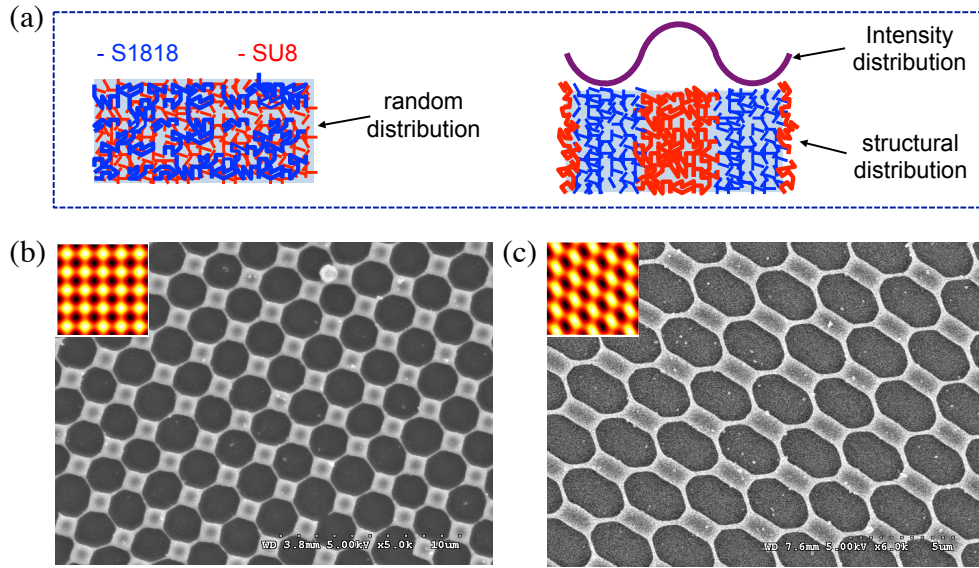 (a)
- S1818
- SU8
random
distribution
Intensity
distribution
structural
distribution
(b)
(c)
WD 3.8mm 5.00kV x5.0k 10um
WD 7.6mm 5.00kV x6.0k 5um